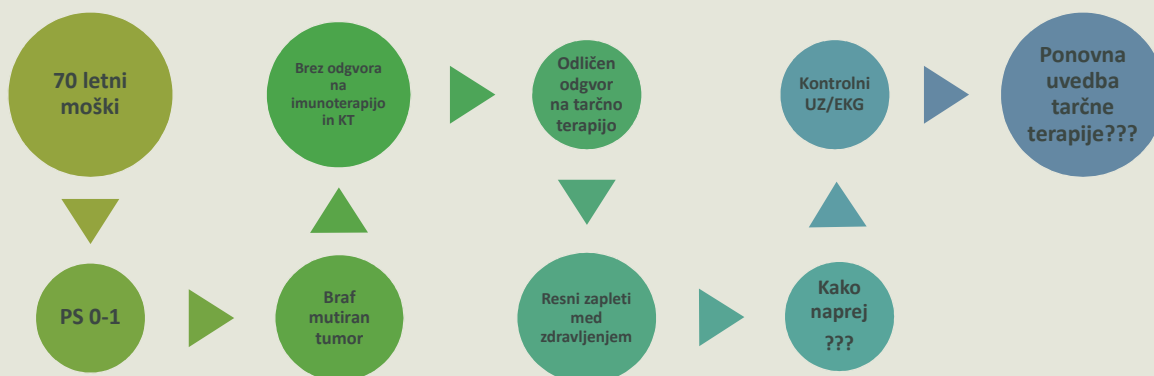 70 letni
moški
PS 0-1
Braf
mutiran
tumor
Brez odgvora
na
imunoterapijo
in KT
Odličen
odgvor
na tarčno
terapijo
Resni zapleti
med
zdravljenjem
Kako
naprej
???
Kontrolni
UZ/EKG
Ponovna
uvedba
tarčne
terapije???